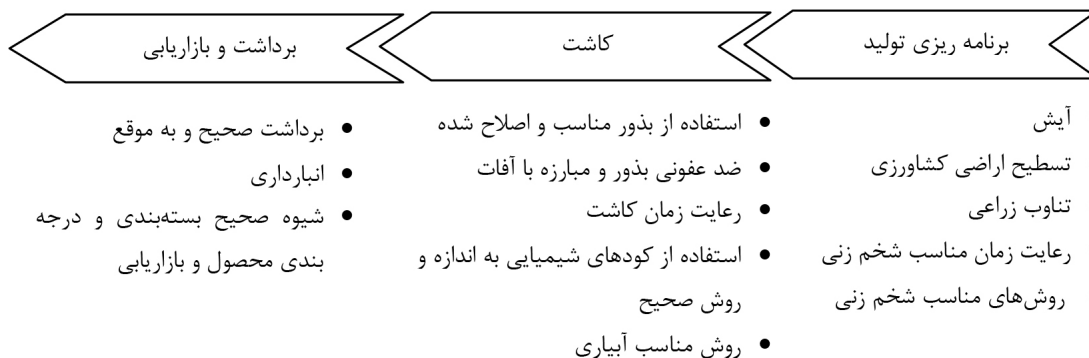 برنامه ریزی تولید
آیش
تسطیح اراضی کشاورزی
تناوب زراعی
رعایت زمان مناسب شخم زنی
روش‌های مناسب شخم زنی
کاشت
• استفاده از بذور مناسب و اصلاح شده
• ضد عفونی بذور و مبارزه با آفات
• رعایت زمان کاشت
• استفاده از کودهای شیمیایی به اندازه و
روش صحیح
• روش مناسب آبیاری
برداشت و بازاریابی
• برداشت صحیح و به موقع
• انبارداری
• شیوه صحیح بسته‌بندی و درجه
بندی محصول و بازاریابی